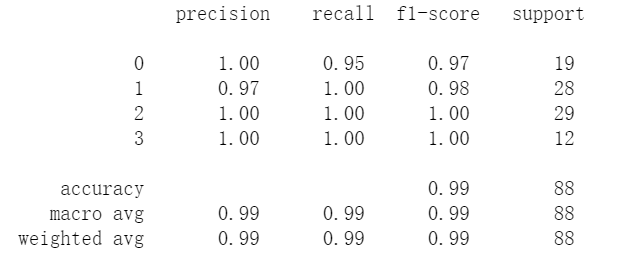 precision recall f1-score support
0 1.00 0.95 0.97 19
1 0.97 1.00 0.98 28
2 1.00 1.00 1.00 29
3 1.00 1.00 1.00 12
accuracy 0.99 88
macro avg 0.99 0.99 0.99 88
weighted avg 0.99 0.99 0.99 88